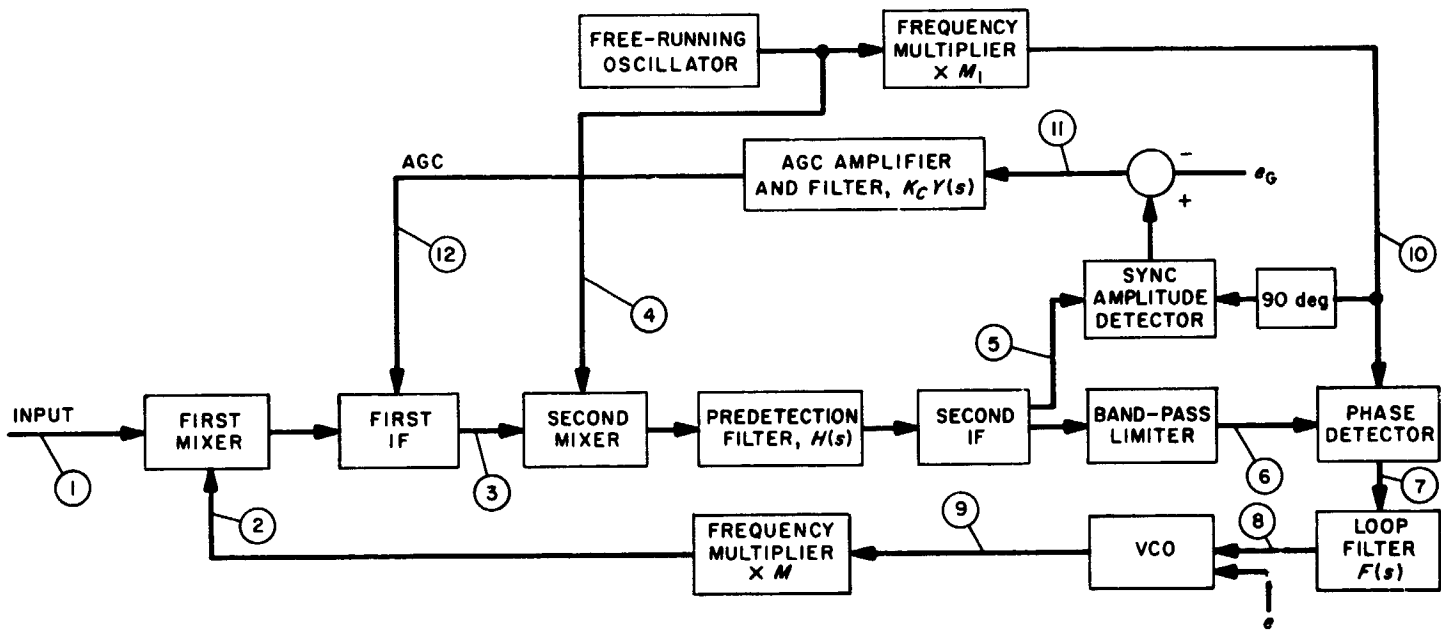 FREE-RUNNING
OSCILLATOR
FREQUENCY
MULTIPLIER
× M₁
11
AGC
AGC AMPLIFIER
AND FILTER, K_C Y(s)
−
+
e_G
12
4
10
SYNC
AMPLITUDE
DETECTOR
90 deg
5
INPUT
FIRST
MIXER
FIRST
IF
SECOND
MIXER
PREDETECTION
FILTER, H(s)
SECOND
IF
BAND-PASS
LIMITER
PHASE
DETECTOR
1
3
6
7
2
FREQUENCY
MULTIPLIER
× M
9
VCO
8
LOOP
FILTER
F(s)
e